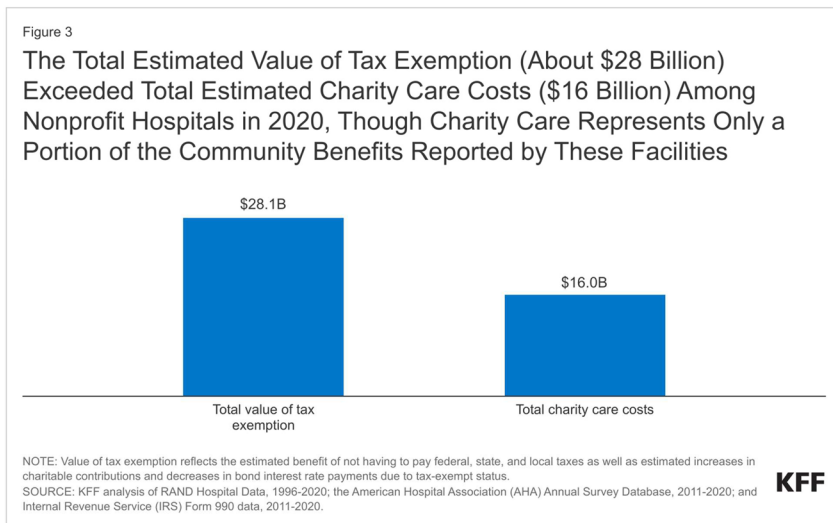 Figure 3
The Total Estimated Value of Tax Exemption (About $28 Billion)
Exceeded Total Estimated Charity Care Costs ($16 Billion) Among
Nonprofit Hospitals in 2020, Though Charity Care Represents Only a
Portion of the Community Benefits Reported by These Facilities
$28.1B
$16.0B
Total value of tax
exemption
Total charity care costs
NOTE: Value of tax exemption reflects the estimated benefit of not having to pay federal, state, and local taxes as well as estimated increases in
charitable contributions and decreases in bond interest rate payments due to tax-exempt status.
SOURCE: KFF analysis of RAND Hospital Data, 1996-2020; the American Hospital Association (AHA) Annual Survey Database, 2011-2020; and
Internal Revenue Service (IRS) Form 990 data, 2011-2020.
KFF